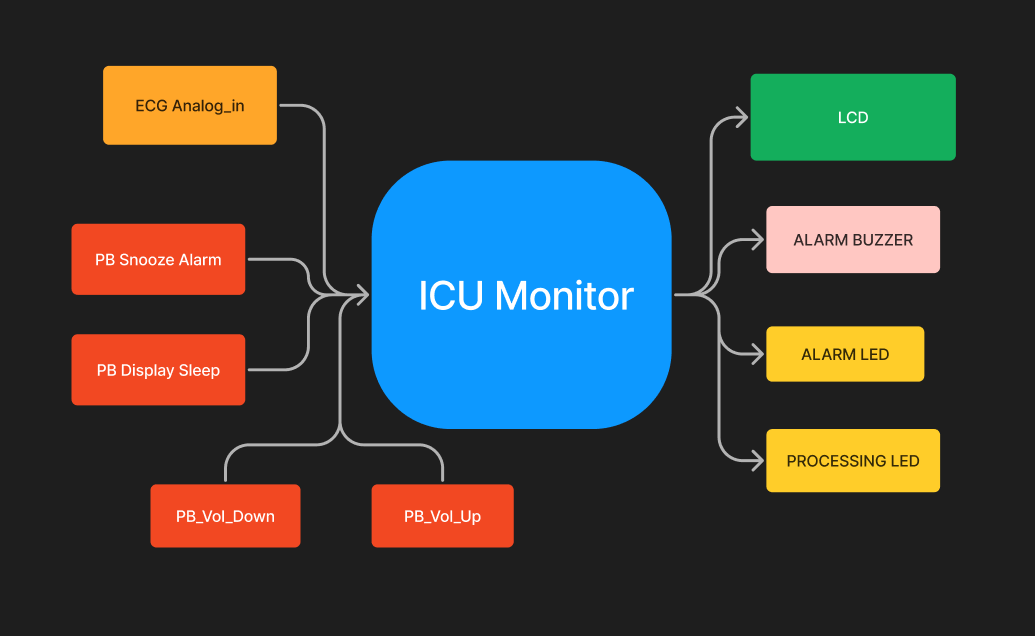 ECG Analog_in
PB Snooze Alarm
PB Display Sleep
PB_Vol_Down
PB_Vol_Up
ICU Monitor
LCD
ALARM BUZZER
ALARM LED
PROCESSING LED